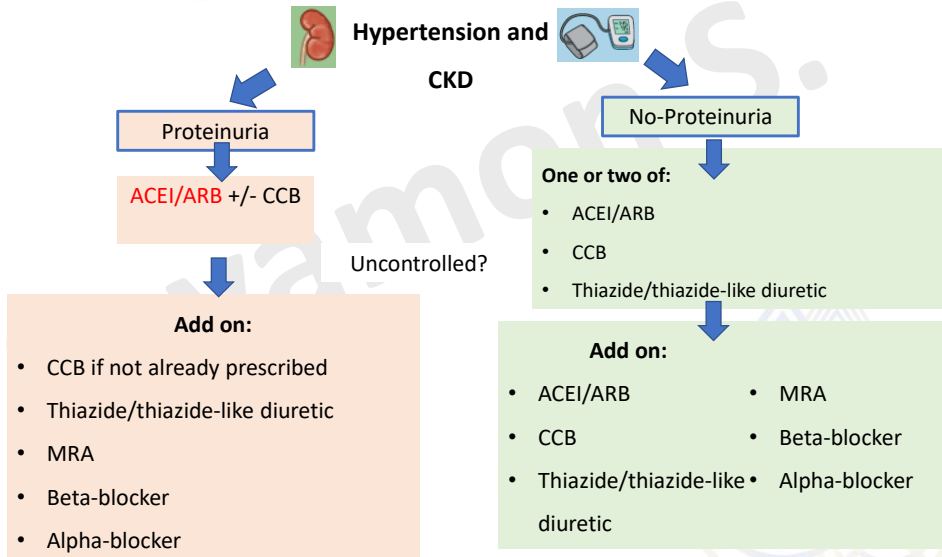 Hypertension and
CKD
Proteinuria
ACEI/ARB +/- CCB
Uncontrolled?
Add on:
• CCB if not already prescribed
• Thiazide/thiazide-like diuretic
• MRA
• Beta-blocker
• Alpha-blocker
No-Proteinuria
One or two of:
• ACEI/ARB
• CCB
• Thiazide/thiazide-like diuretic
Add on:
• ACEI/ARB
• CCB
• Thiazide/thiazide-like
diuretic
• MRA
• Beta-blocker
• Alpha-blocker